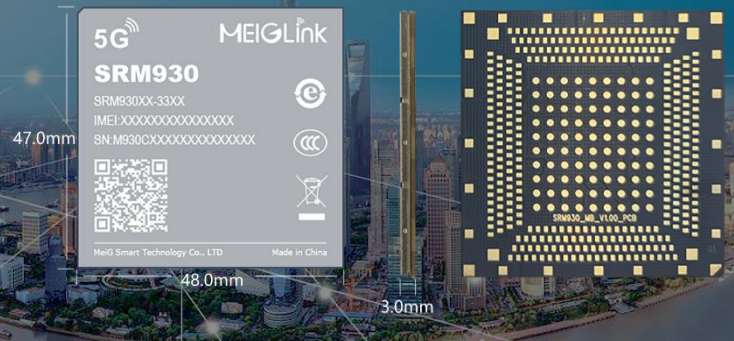 5G
MEIGLink
SRM930
SRM930XX-33XX
IMEI:XXXXXXXXXXXXXXX
SN:M930CXXXXXXXXXXXXXX
47.0mm
MeiG Smart Technology Co., LTD
Made in China
48.0mm
3.0mm
SRM930_MB_V1.00_PCB